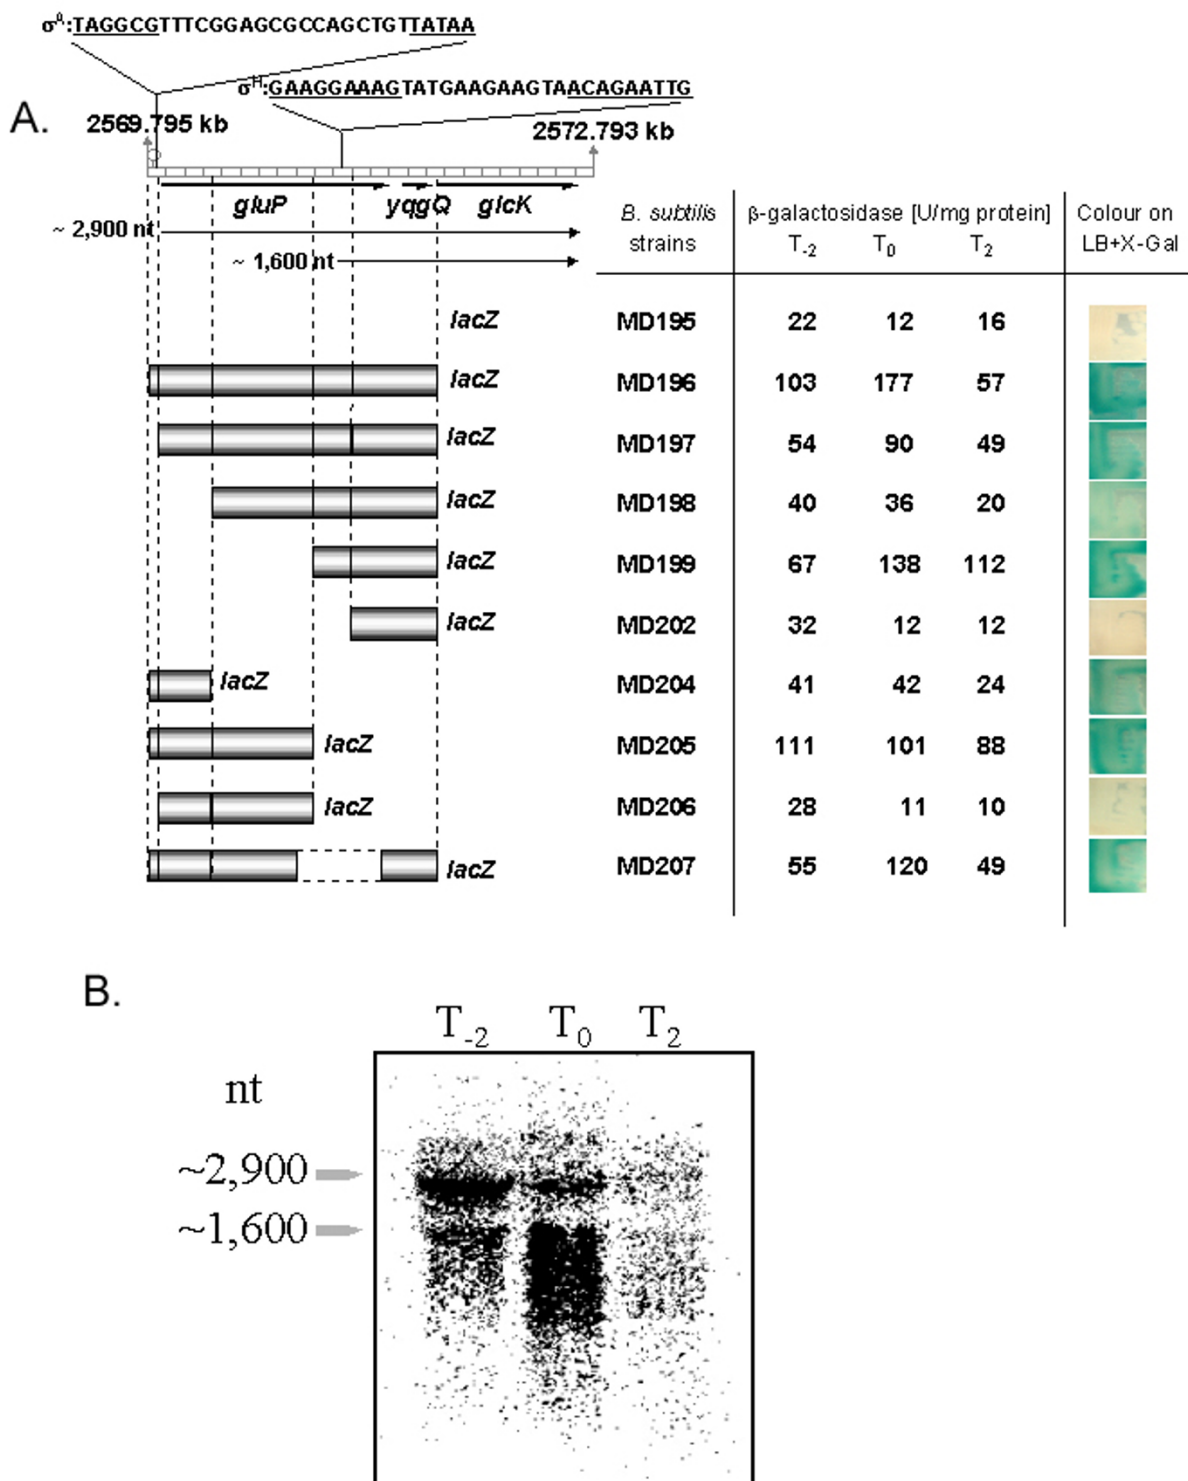 σA:TAGGCGTTTCGGAGCGCCAGCTGTTATAA
σH:GAAGGAAAGTATGAAGAAGTAACAGAATTG
A.
2569.795 kb
2572.793 kb
gluP yqgQ glcK
~ 2,900 nt
~ 1,600 nt
B. subtilis strains
β-galactosidase [U/mg protein]
T-2 T0 T2
Colour on LB+X-Gal
lacZ MD195 22 12 16
lacZ MD196 103 177 57
lacZ MD197 54 90 49
lacZ MD198 40 36 20
lacZ MD199 67 138 112
lacZ MD202 32 12 12
lacZ MD204 41 42 24
lacZ MD205 111 101 88
lacZ MD206 28 11 10
lacZ MD207 55 120 49
B.
T-2 T0 T2
nt
~2,900
~1,600